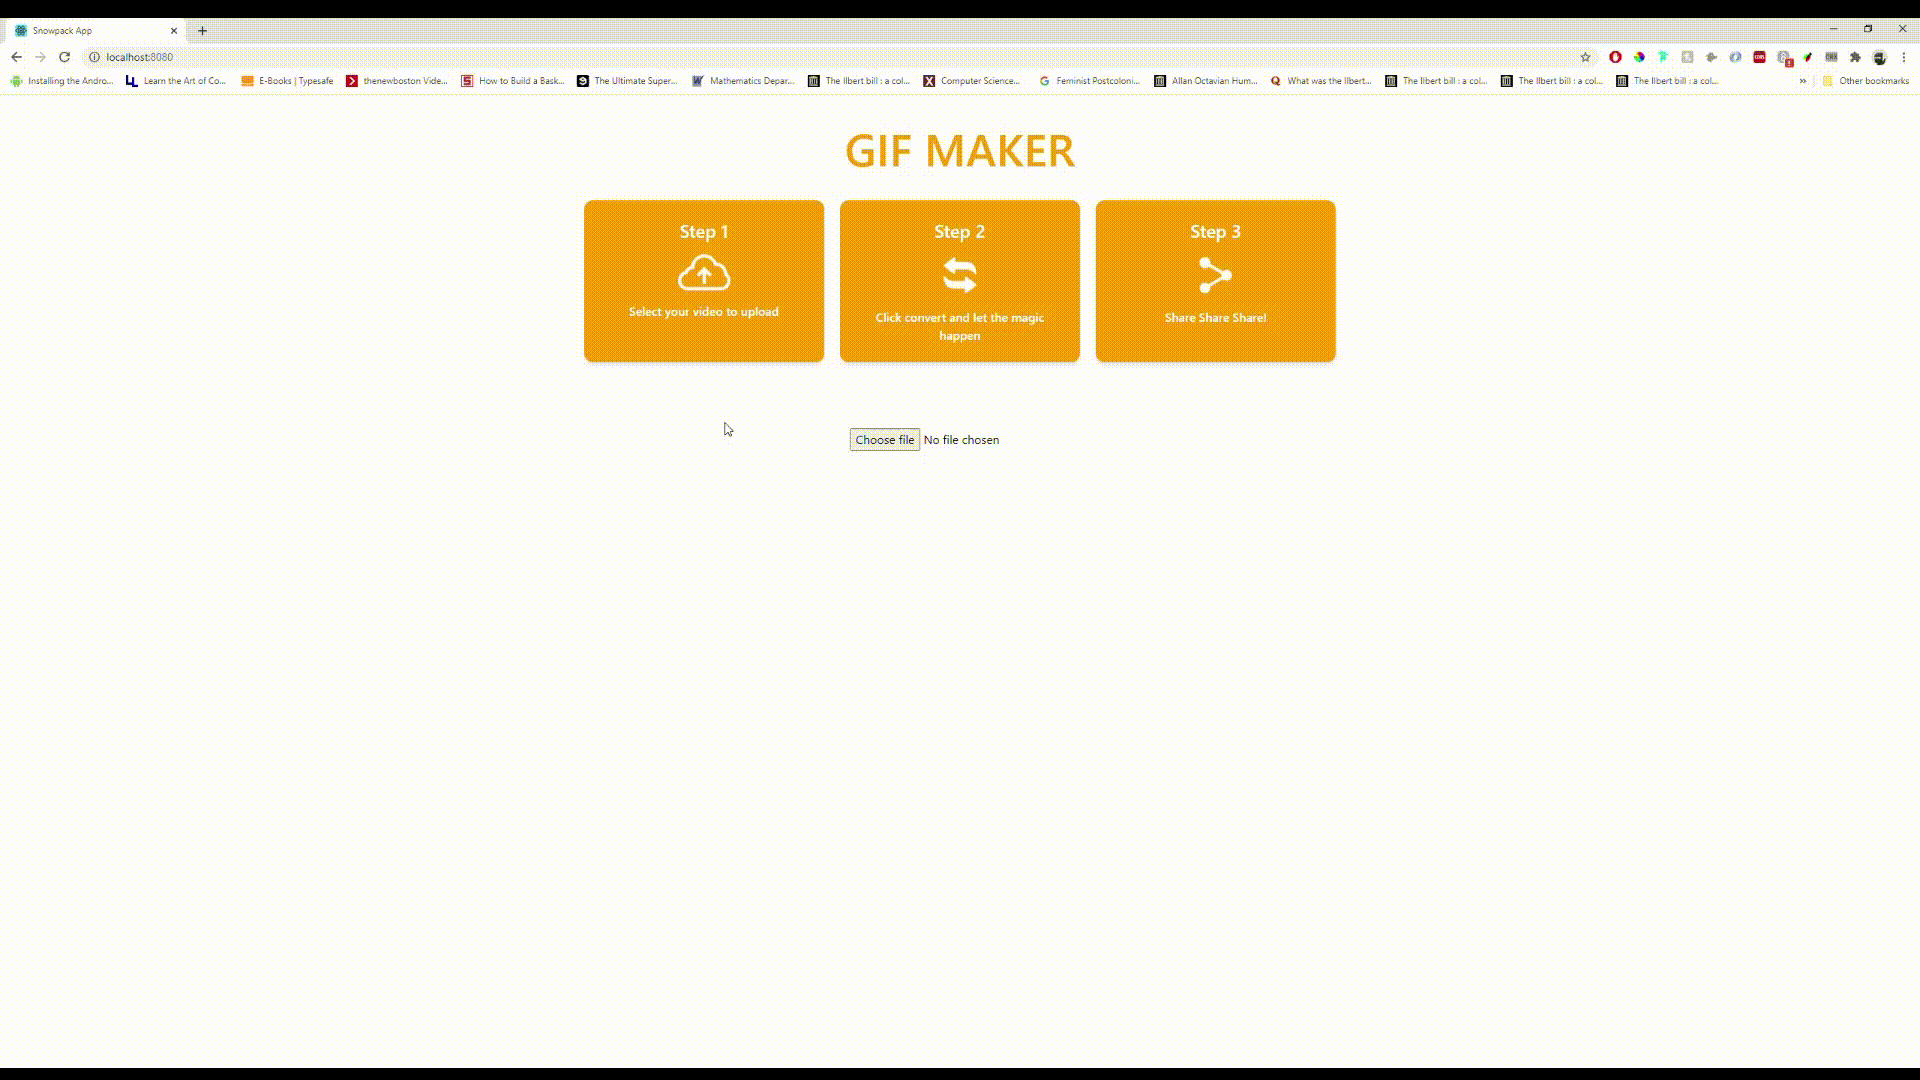 Snowpack App
localhost:8080
Installing the Andro...
Learn the Art of Co...
E-Books | Typesafe
thenewboston Vide...
How to Build a Bask...
The Ultimate Super...
Mathematics Depar...
The Ilbert bill : a col...
Computer Science...
Feminist Postcoloni...
Allan Octavian Hum...
What was the Ilbert...
The Ilbert bill : a col...
The Ilbert bill : a col...
The Ilbert bill : a col...
Other bookmarks
GIF MAKER
Step 1
Select your video to upload
Step 2
Click convert and let the magic
happen
Step 3
Share Share Share!
Choose file No file chosen